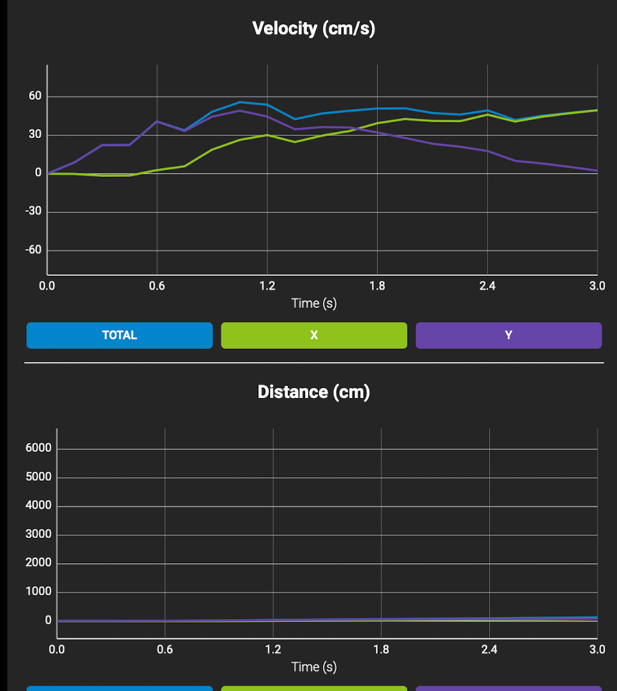 Velocity (cm/s)
60
30
0
-30
-60
0.0 0.6 1.2 1.8 2.4 3.0
Time (s)
TOTAL X Y
Distance (cm)
6000
5000
4000
3000
2000
1000
0
0.0 0.6 1.2 1.8 2.4 3.0
Time (s)